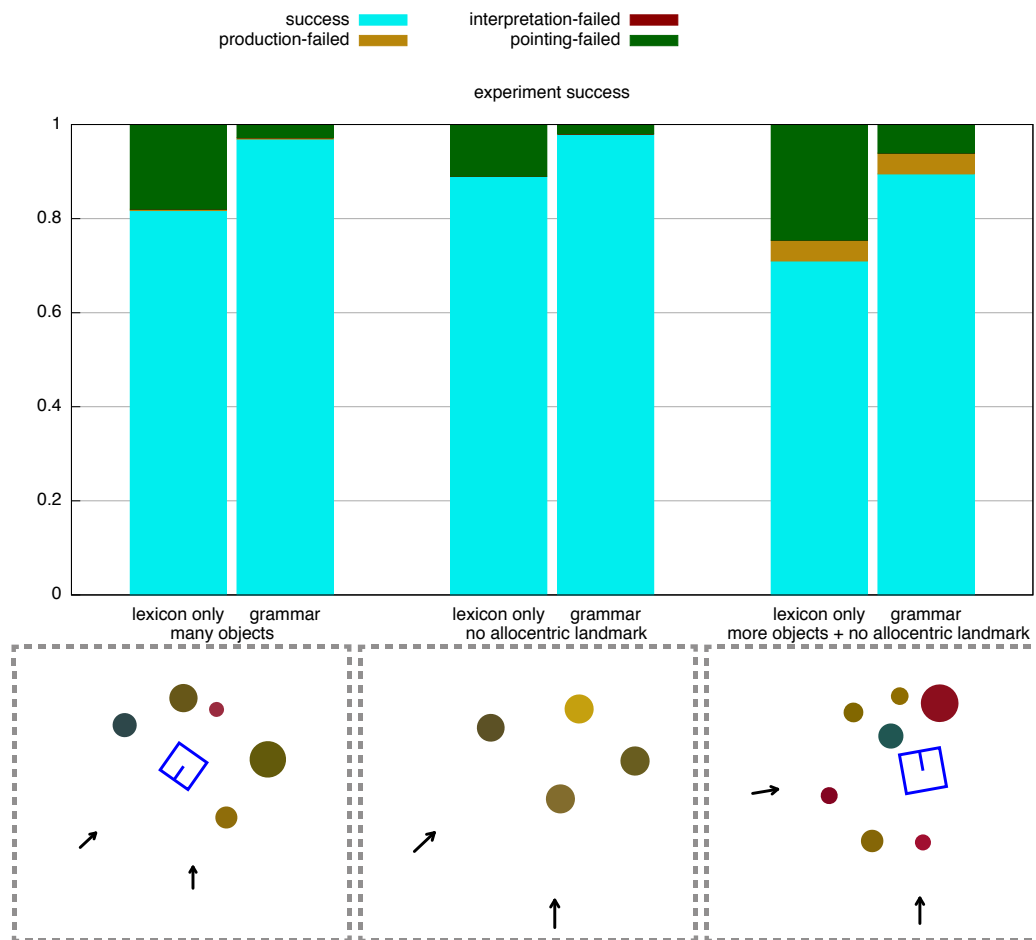 success
interpretation-failed
production-failed
pointing-failed
experiment success
1
0.8
0.6
0.4
0.2
0
lexicon only grammar
many objects
lexicon only grammar
no allocentric landmark
lexicon only grammar
more objects + no allocentric landmark